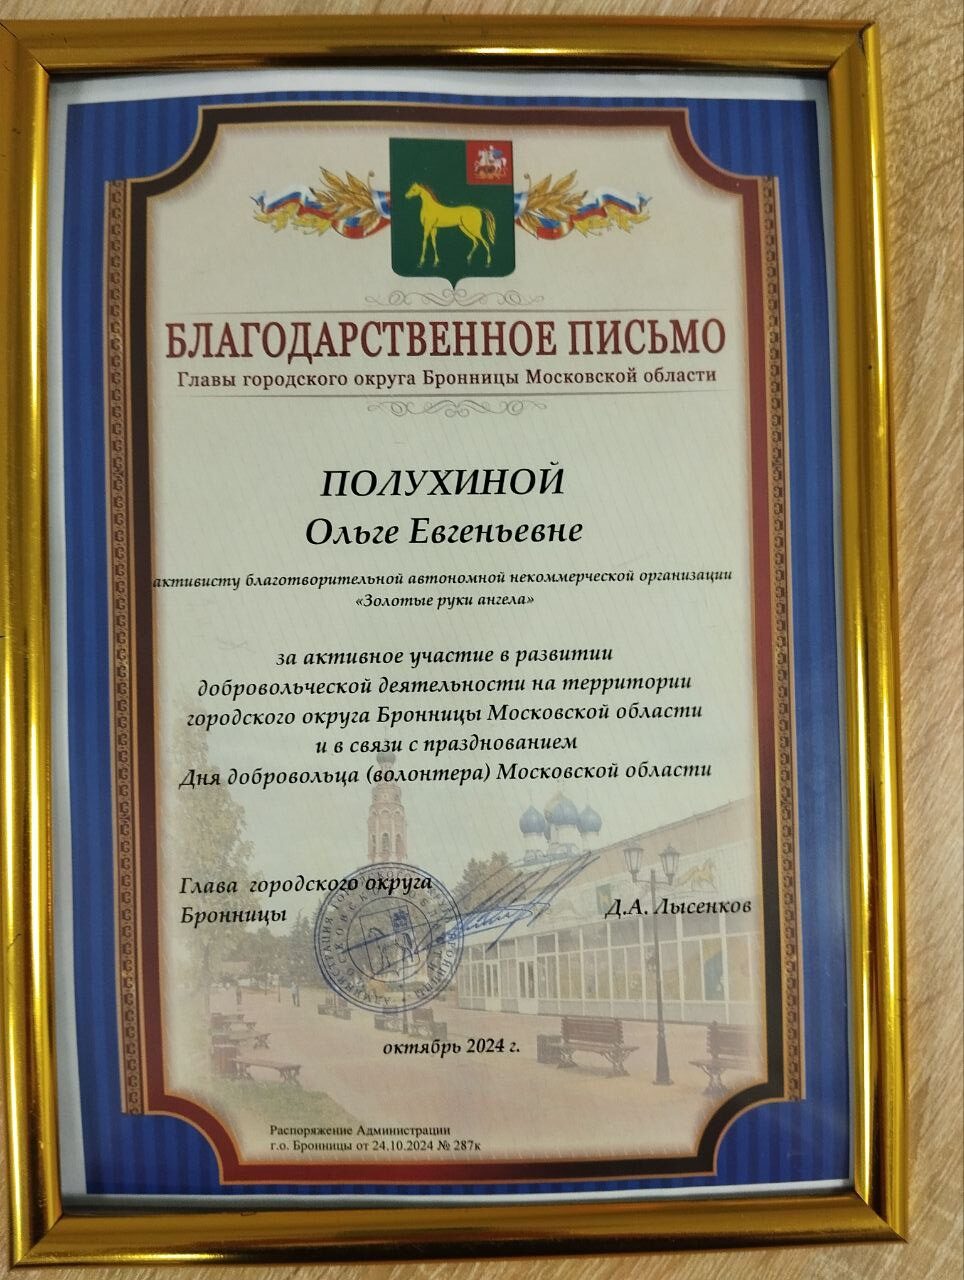 БЛАГОДАРСТВЕННОЕ ПИСЬМО
Главы городского округа Бронницы Московской области
ПОЛУХИНОЙ
Ольге Евгеньевне
активисту благотворительной автономной некоммерческой организации
«Золотые руки ангела»
за активное участие в развитии
добровольческой деятельности на территории
городского округа Бронницы Московской области
и в связи с празднованием
Дня добровольца (волонтера) Московской области
Глава городского округа
Бронницы
Д.А. Лысенков
октябрь 2024 г.
Распоряжение Администрации
г.о. Бронницы от 24.10.2024 № 287к